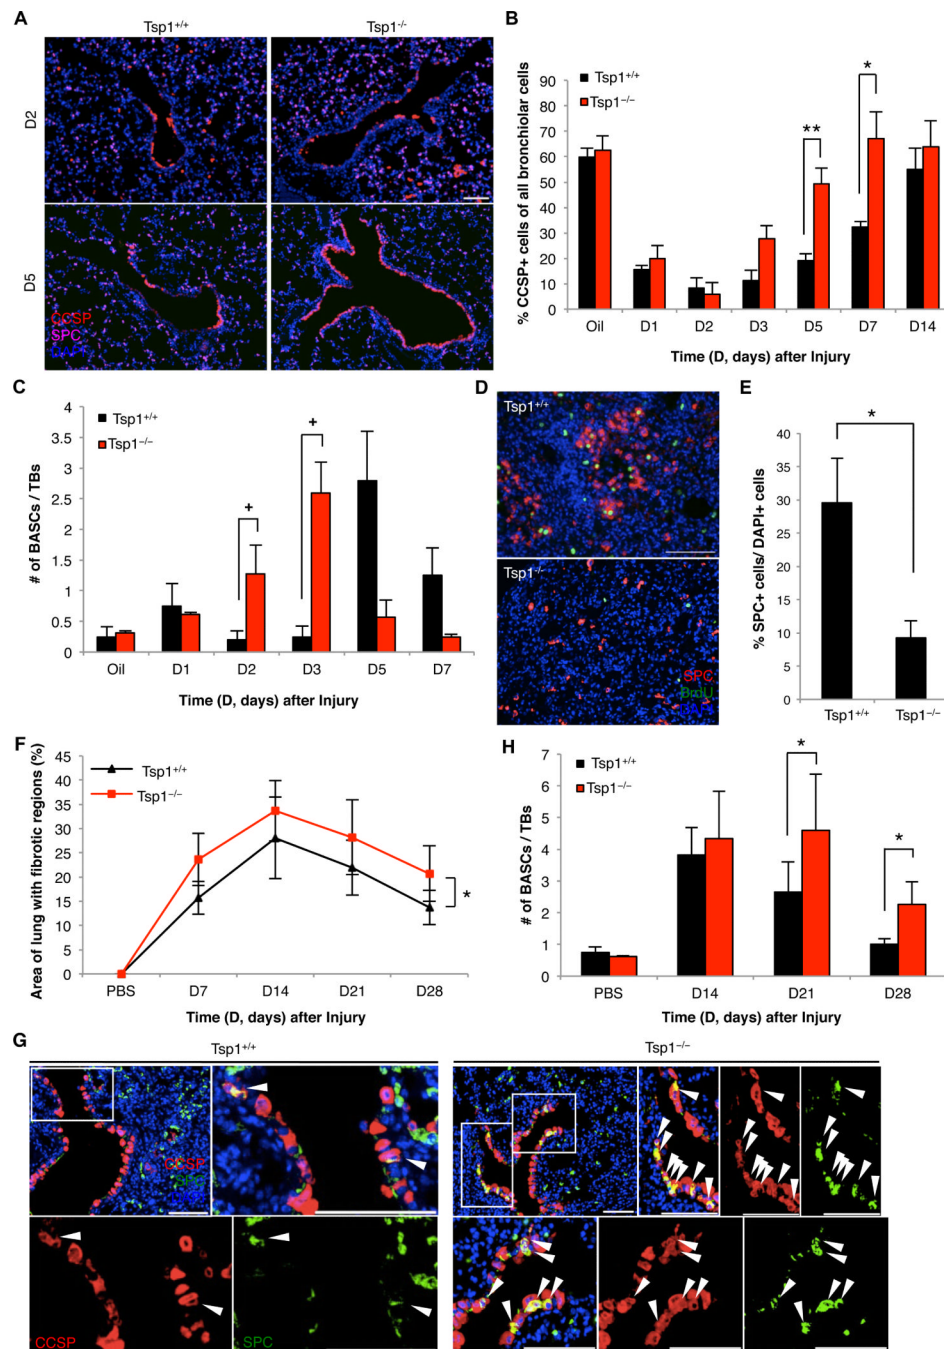 A
Tsp1+/+
Tsp1-/-
D2
D5
CCSP
SPC
B
% CCSP+ cells of all bronchiolar cells
90
80
70
60
50
40
30
20
10
0
Tsp1+/+
Tsp1−/−
**
*
Oil D1 D2 D3 D5 D7 D14
Time (D, days) after Injury
C
# of BASCs / TBs
4
3.5
3
2.5
2
1.5
1
0.5
0
Tsp1+/+
Tsp1−/−
+
+
Oil D1 D2 D3 D5 D7
Time (D, days) after Injury
D
Tsp1+/+
Tsp1-/-
SPC
BrdU
E
% SPC+ cells/ DAPI+ cells
40
35
30
25
20
15
10
5
0
*
Tsp1+/+ Tsp1−/−
F
Area of lung with fibrotic regions (%)
45
40
35
30
25
20
15
10
5
0
Tsp1+/+
Tsp1−/−
*
PBS D7 D14 D21 D28
Time (D, days) after Injury
H
# of BASCs / TBs
7
6
5
4
3
2
1
0
Tsp1+/+
Tsp1−/−
*
*
PBS D14 D21 D28
Time (D, days) after Injury
G
Tsp1+/+
Tsp1−/−
CCSP
SPC
CCSP
SPC